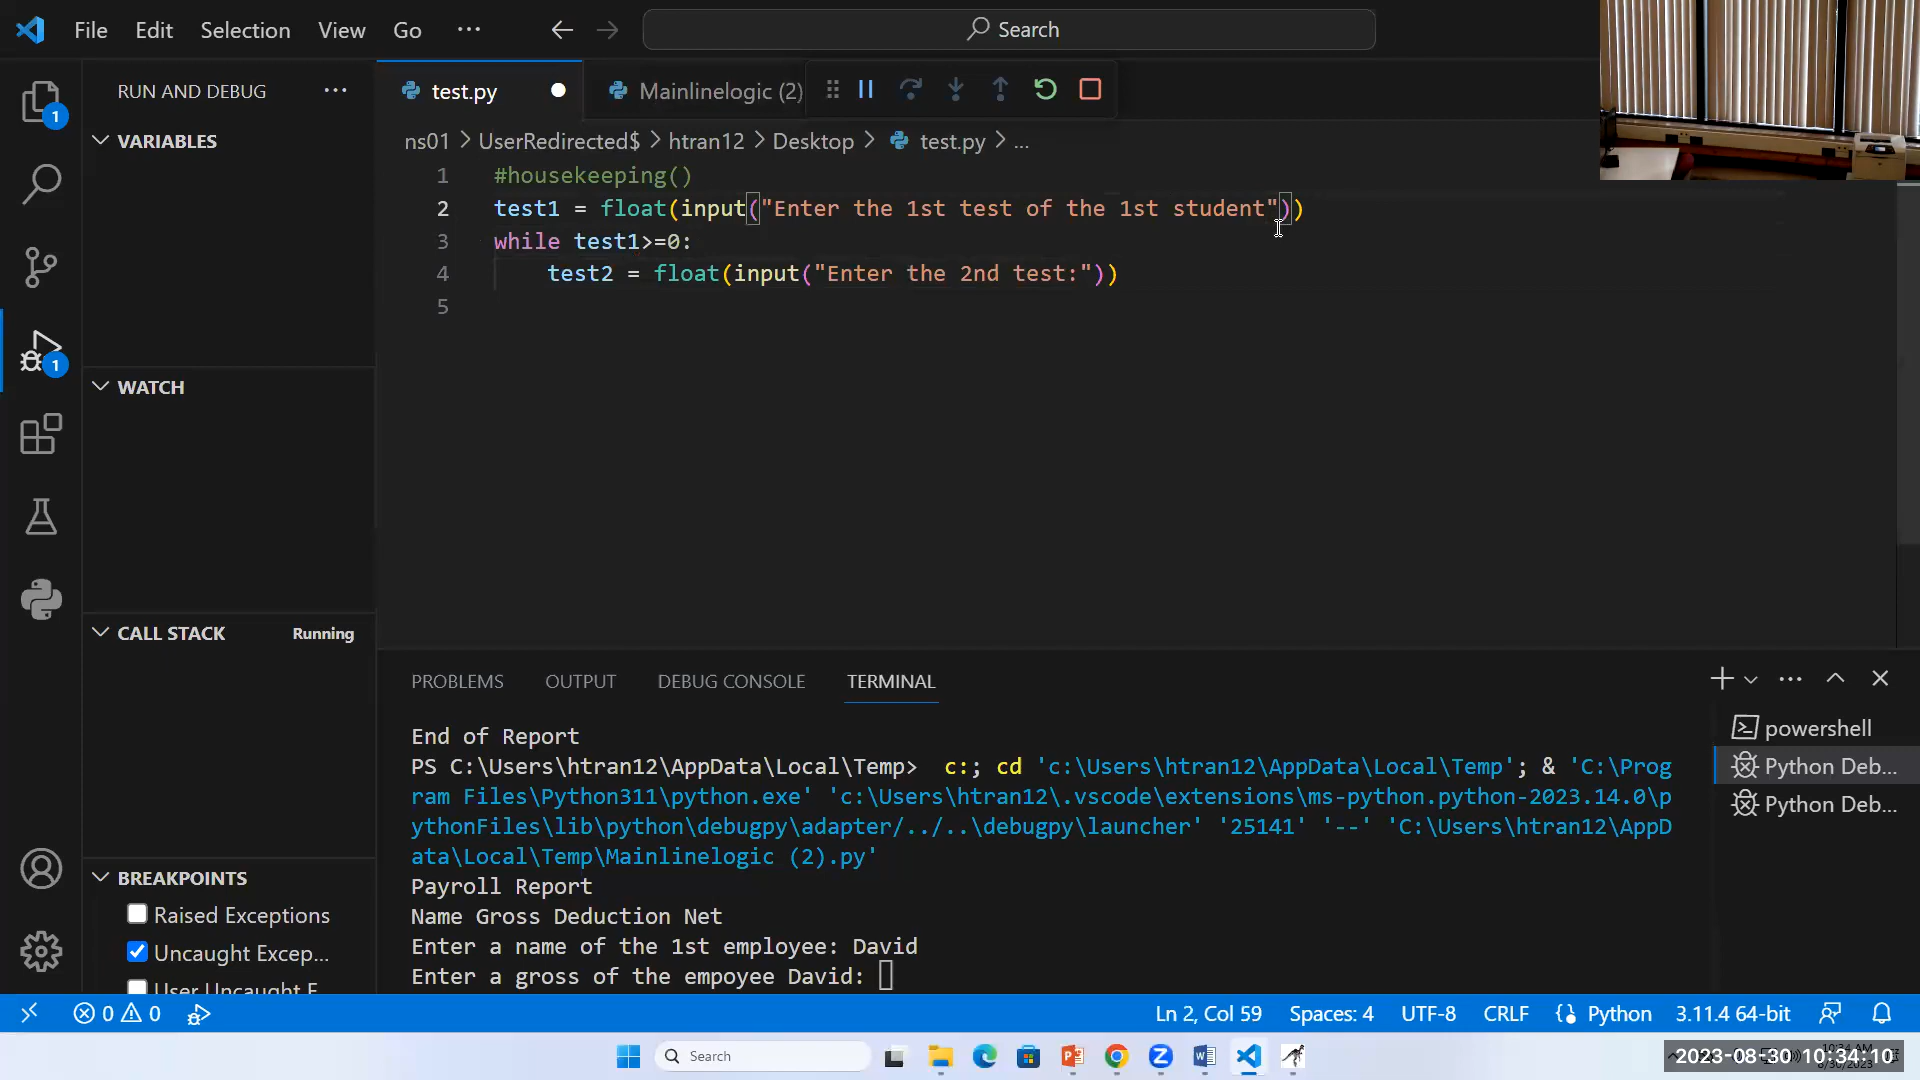 File Edit Selection View Go ··· Search
RUN AND DEBUG ···
test.py Mainlinelogic (2)
VARIABLES
ns01 > UserRedirected$ > htran12 > Desktop > test.py > ...
1 #housekeeping()
2 test1 = float(input("Enter the 1st test of the 1st student"))
3 while test1>=0:
4 test2 = float(input("Enter the 2nd test:"))
5
1
1
WATCH
CALL STACK Running
BREAKPOINTS
Raised Exceptions
Uncaught Excep...
User Uncaught E
PROBLEMS OUTPUT DEBUG CONSOLE TERMINAL
End of Report
PS C:\Users\htran12\AppData\Local\Temp> c:; cd 'c:\Users\htran12\AppData\Local\Temp'; & 'C:\Prog
ram Files\Python311\python.exe' 'c:\Users\htran12\.vscode\extensions\ms-python.python-2023.14.0\p
ythonFiles\lib\python\debugpy\adapter/../..\debugpy\launcher' '25141' '--' 'C:\Users\htran12\AppD
ata\Local\Temp\Mainlinelogic (2).py'
Payroll Report
Name Gross Deduction Net
Enter a name of the 1st employee: David
Enter a gross of the empoyee David:
powershell
Python Deb...
Python Deb...
0 0 Ln 2, Col 59 Spaces: 4 UTF-8 CRLF Python 3.11.4 64-bit
Search
2023-08-30 10:34:10